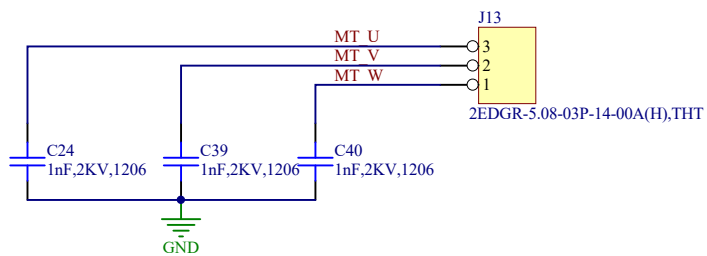 J13
MT_U
3
MT_V
2
MT_W
1
2EDGR-5.08-03P-14-00A(H),THT
C24
1nF,2KV,1206
C39
1nF,2KV,1206
C40
1nF,2KV,1206
GND